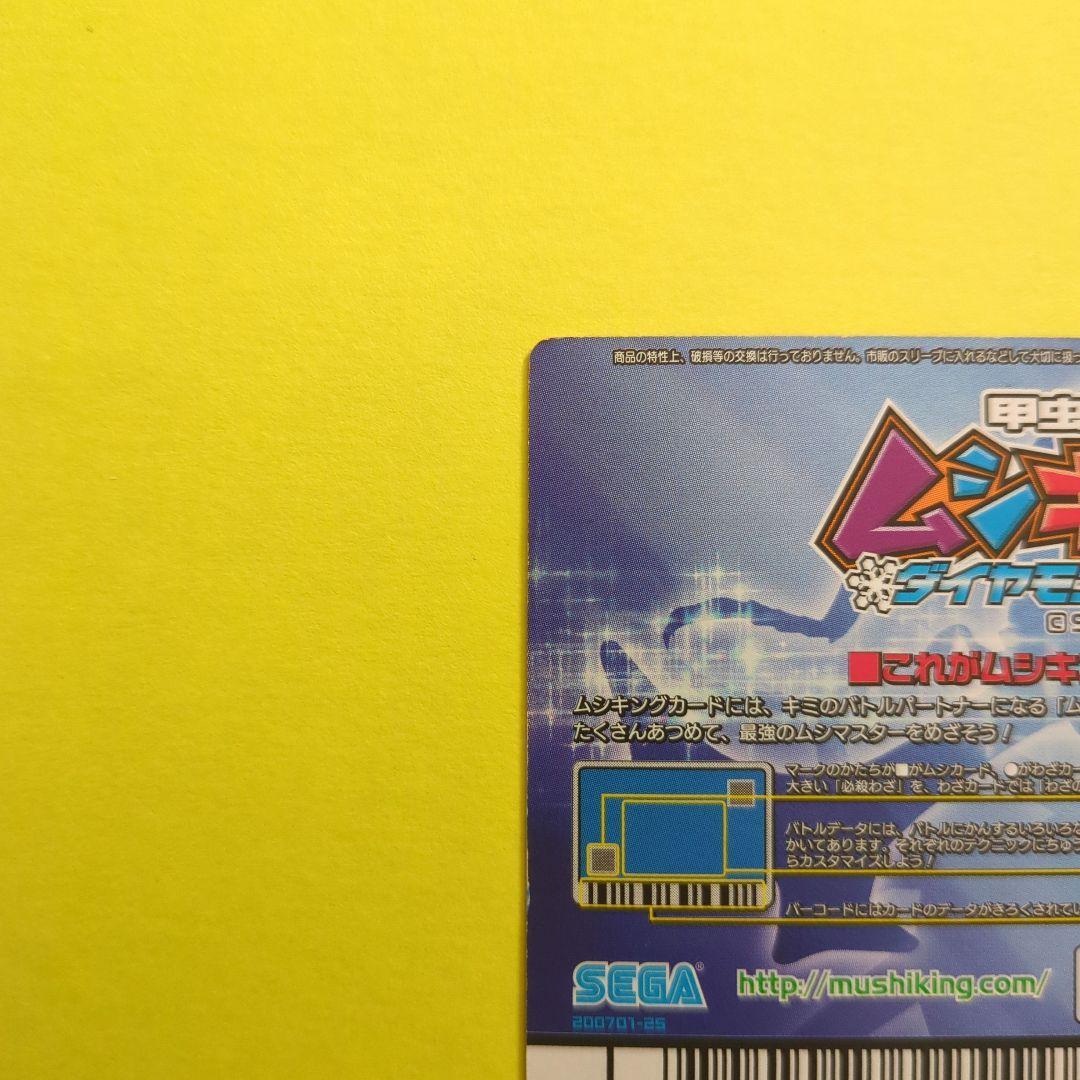 商品の特性上、破損等の交換は行っておりません。市販のスリーブに入れるなどして大切に扱っ
甲虫
ムシキ
ダイヤモ
©S
■これがムシキ
ムシキングカードには、キミのバトルパートナーになる「ム
たくさんあつめて、最強のムシマスターをめざそう！
マークのかたちが■がムシカード、●がわざカー
大きい「必殺わざ」を、わざカードでは「わざの
バトルデータには、バトルにかんするいろいろな
かいてあります。それぞれのテクニックにちゅう
らカスタマイズしよう！
バーコードにはカードのデータがきろくされてい
SEGA®
http://mushiking.com/
200701-25